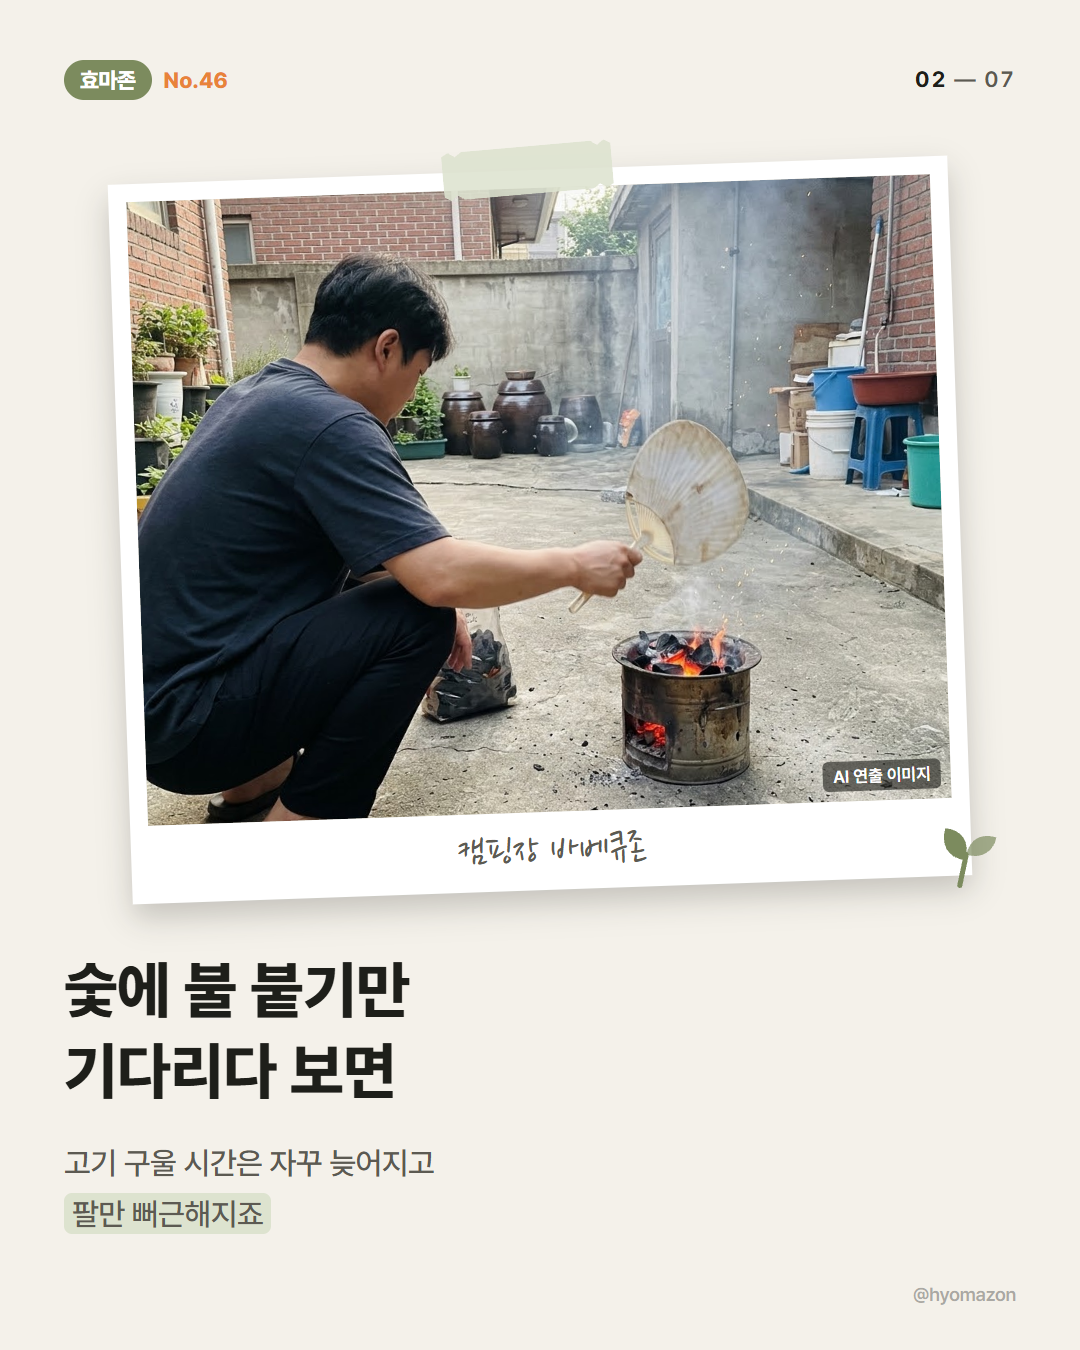 효마존 No.46
02 — 07
AI 연출 이미지
캠핑장 바베큐존
숯에 불 붙기만
기다리다 보면
고기 구울 시간은 자꾸 늦어지고
팔만 뻐근해지죠
@hyomazon